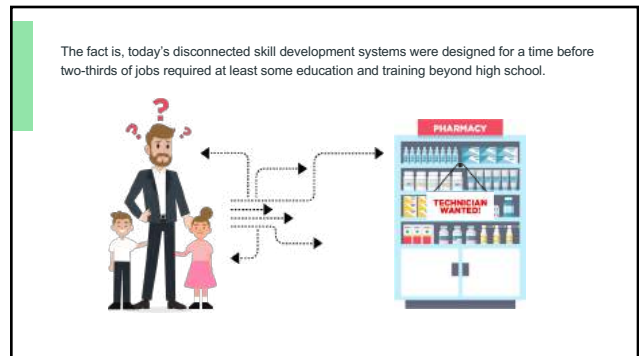 The fact is, today's disconnected skill development systems were designed for a time before
two-thirds of jobs required at least some education and training beyond high school.
? ? ?
PHARMACY
TECHNICIAN
WANTED!